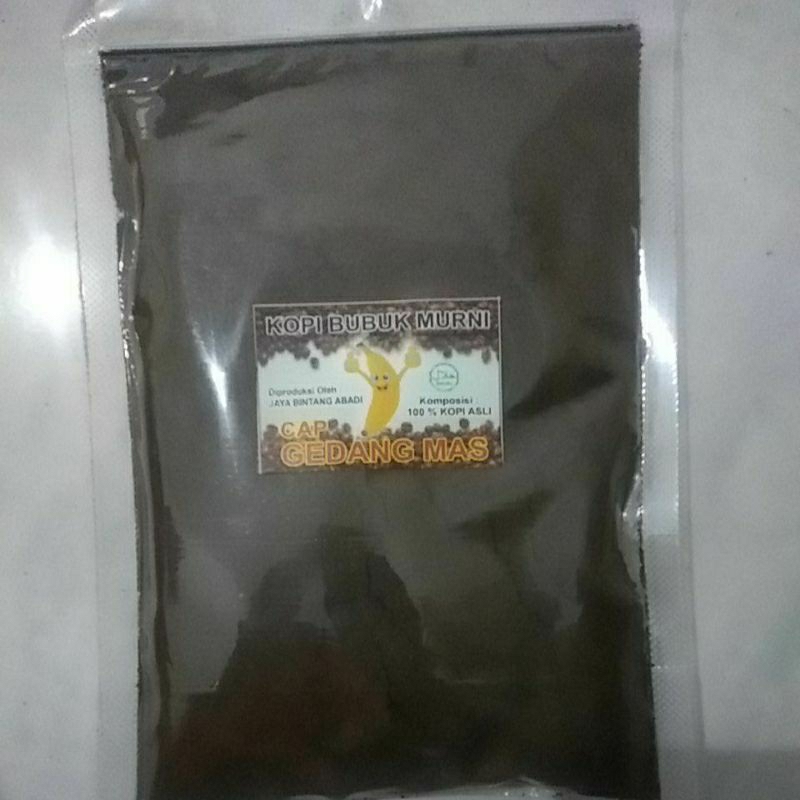 KOPI BUBUK MURNI
Diproduksi Oleh
JAYA BINTANG ABADI
Komposisi :
100 % KOPI ASLI
CAP
GEDANG MAS